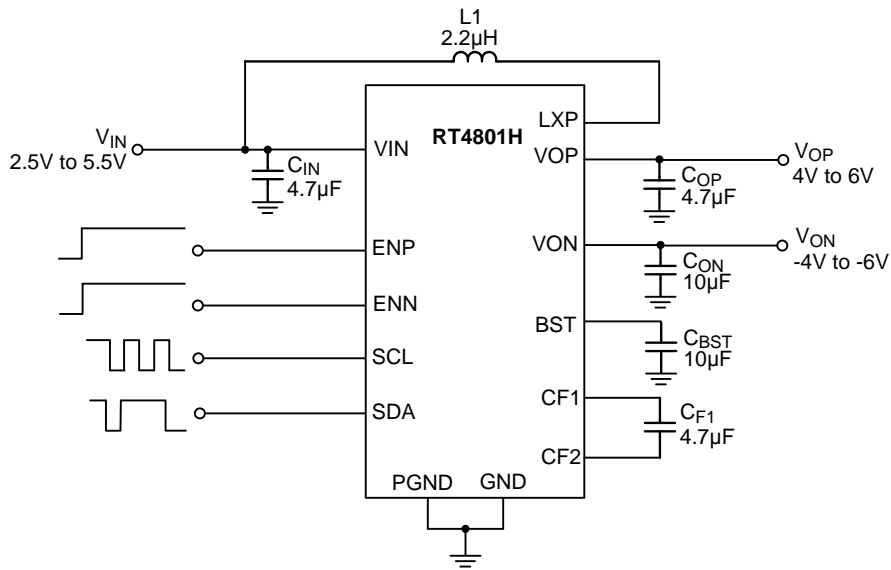 L1
2.2µH
RT4801H
LXP
VIN
2.5V to 5.5V
VIN
CIN
4.7µF
VOP
COP
4.7µF
VOP
4V to 6V
ENP
VON
CON
10µF
VON
-4V to -6V
ENN
BST
CBST
10µF
SCL
CF1
CF1
4.7µF
SDA
CF2
PGND
GND